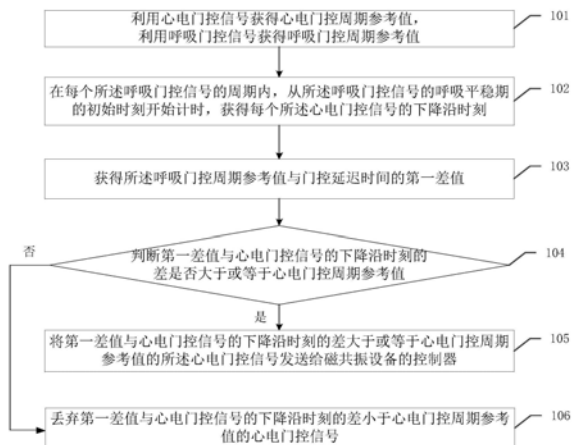 利用心电门控信号获得心电门控周期参考值，
利用呼吸门控信号获得呼吸门控周期参考值
101
在每个所述呼吸门控信号的周期内，从所述呼吸门控信号的呼吸平稳期
的初始时刻开始计时，获得每个所述心电门控信号的下降沿时刻
102
获得所述呼吸门控周期参考值与门控延迟时间的第一差值
103
否
判断第一差值与心电门控信号的下降沿时刻的
差是否大于或等于心电门控周期参考值
104
是
将第一差值与心电门控信号的下降沿时刻的差大于或等于心电门控周期
参考值的所述心电门控信号发送给磁共振设备的控制器
105
丢弃第一差值与心电门控信号的下降沿时刻的差小于心电门控周期参考
值的心电门控信号
106